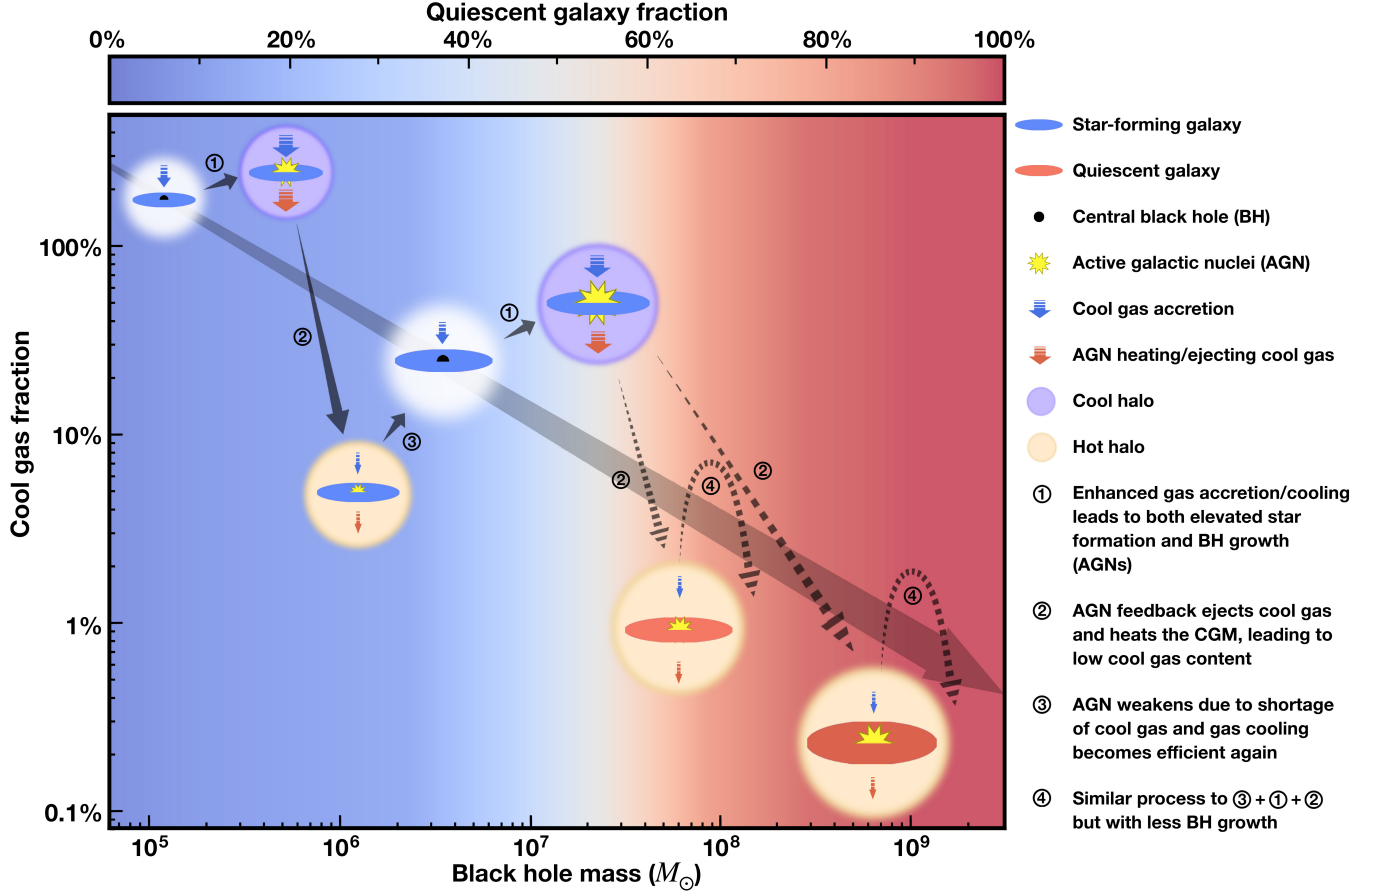 Quiescent galaxy fraction
0% 20% 40% 60% 80% 100%
Cool gas fraction
100%
10%
1%
0.1%
① ② ③ ① ② ④ ② ④
10⁵ 10⁶ 10⁷ 10⁸ 10⁹
Black hole mass (M☉)
Star-forming galaxy
Quiescent galaxy
Central black hole (BH)
Active galactic nuclei (AGN)
Cool gas accretion
AGN heating/ejecting cool gas
Cool halo
Hot halo
① Enhanced gas accretion/cooling
leads to both elevated star
formation and BH growth
(AGNs)
② AGN feedback ejects cool gas
and heats the CGM, leading to
low cool gas content
③ AGN weakens due to shortage
of cool gas and gas cooling
becomes efficient again
④ Similar process to ③ + ① + ②
but with less BH growth